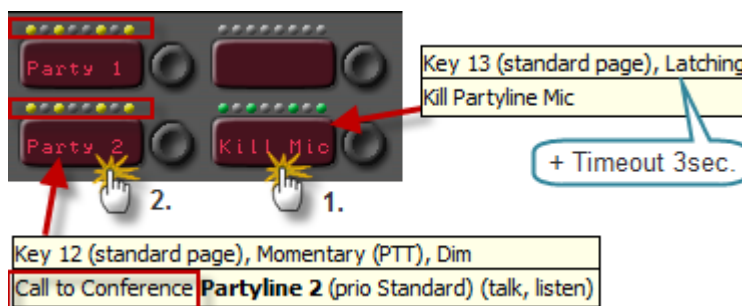 Party 1
Key 13 (standard page), Latching
Kill Partyline Mic
Party 2
Kill Mic
+ Timeout 3sec.
2.
1.
Key 12 (standard page), Momentary (PTT), Dim
Call to Conference Partyline 2 (prio Standard) (talk, listen)